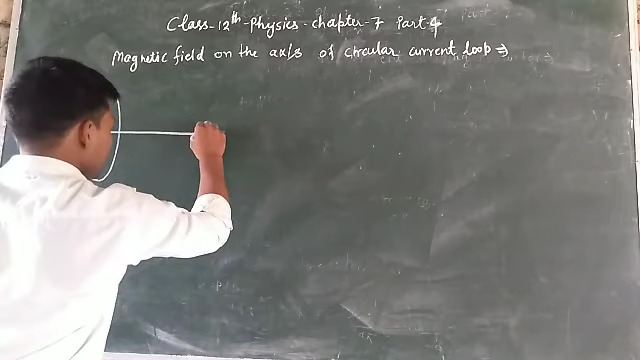 Class-12th-Physics-chapter-7 Part-4
Magnetic field on the axis of circular current loop ⇒